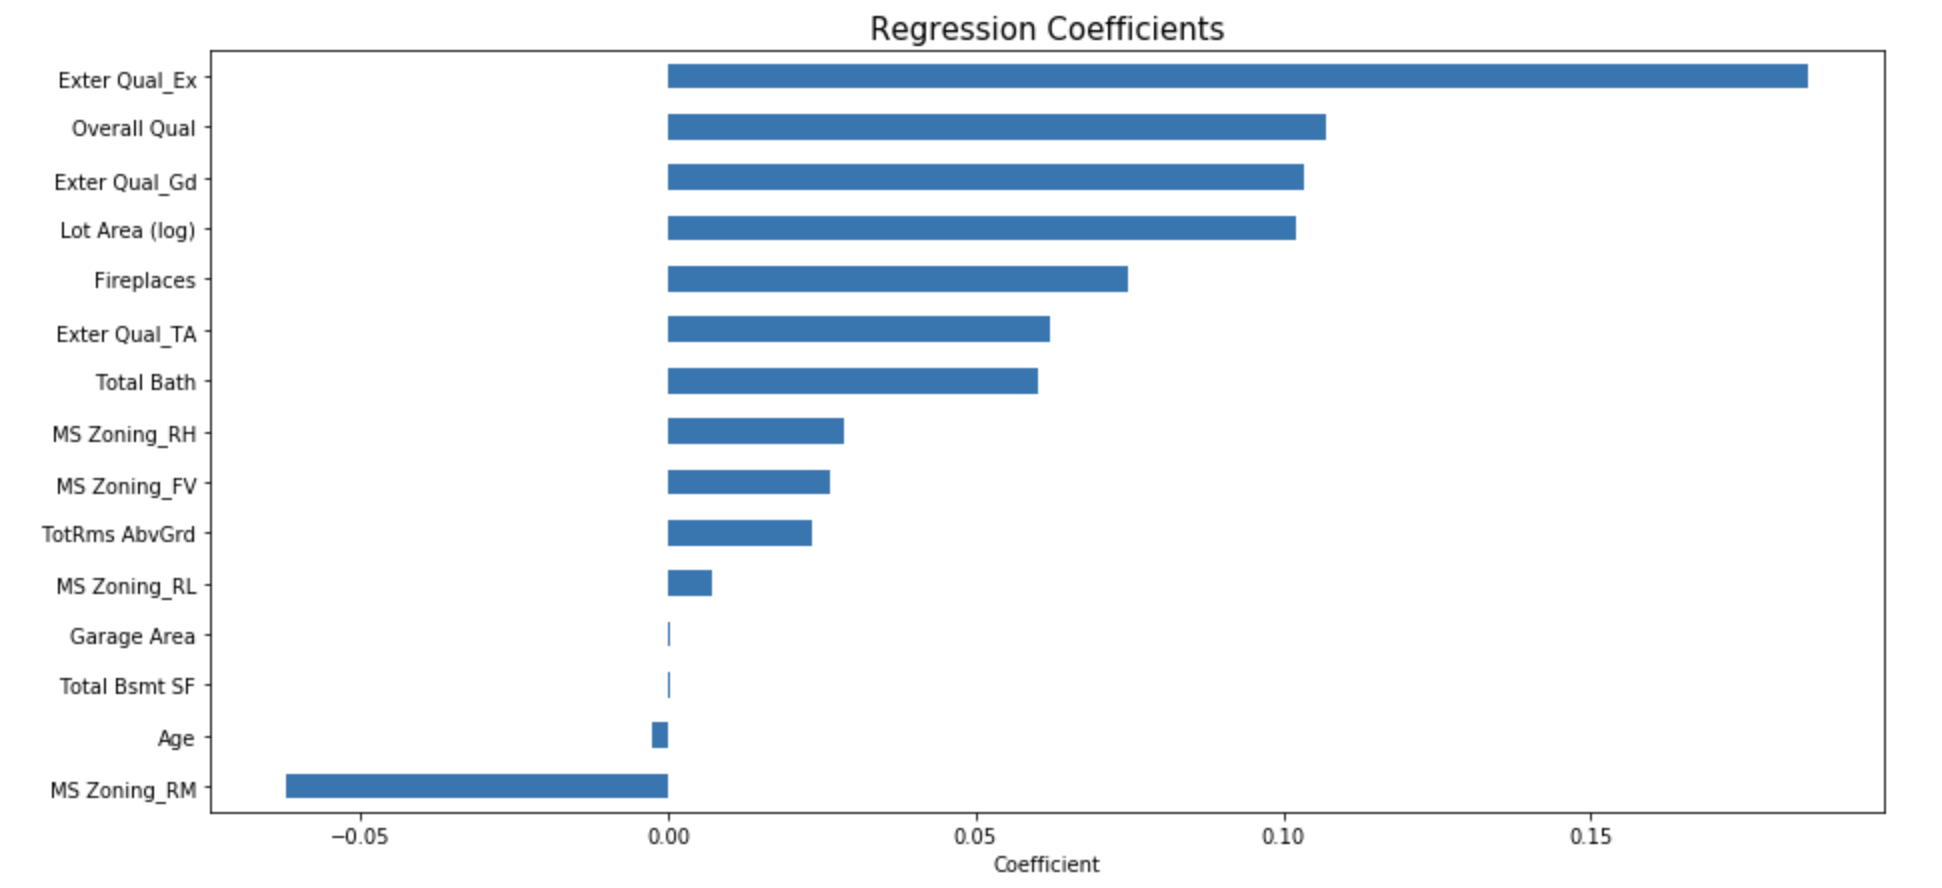 Regression Coefficients
Exter Qual_Ex
Overall Qual
Exter Qual_Gd
Lot Area (log)
Fireplaces
Exter Qual_TA
Total Bath
MS Zoning_RH
MS Zoning_FV
TotRms AbvGrd
MS Zoning_RL
Garage Area
Total Bsmt SF
Age
MS Zoning_RM
−0.05 0.00 0.05 0.10 0.15
Coefficient